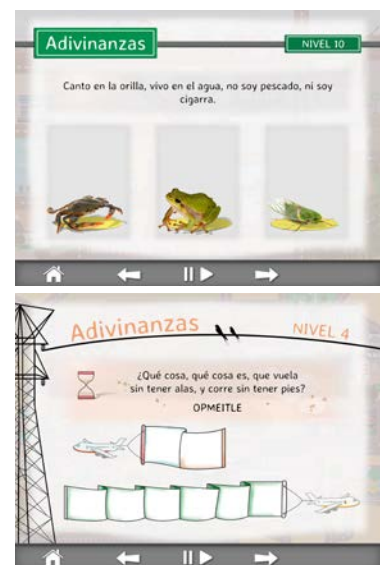 Adivinanzas
NIVEL 10
Canto en la orilla, vivo en el agua, no soy pescado, ni soy
cigarra.
Adivinanzas
NIVEL 4
¿Qué cosa, qué cosa es, que vuela
sin tener alas, y corre sin tener pies?
OPMEITLE